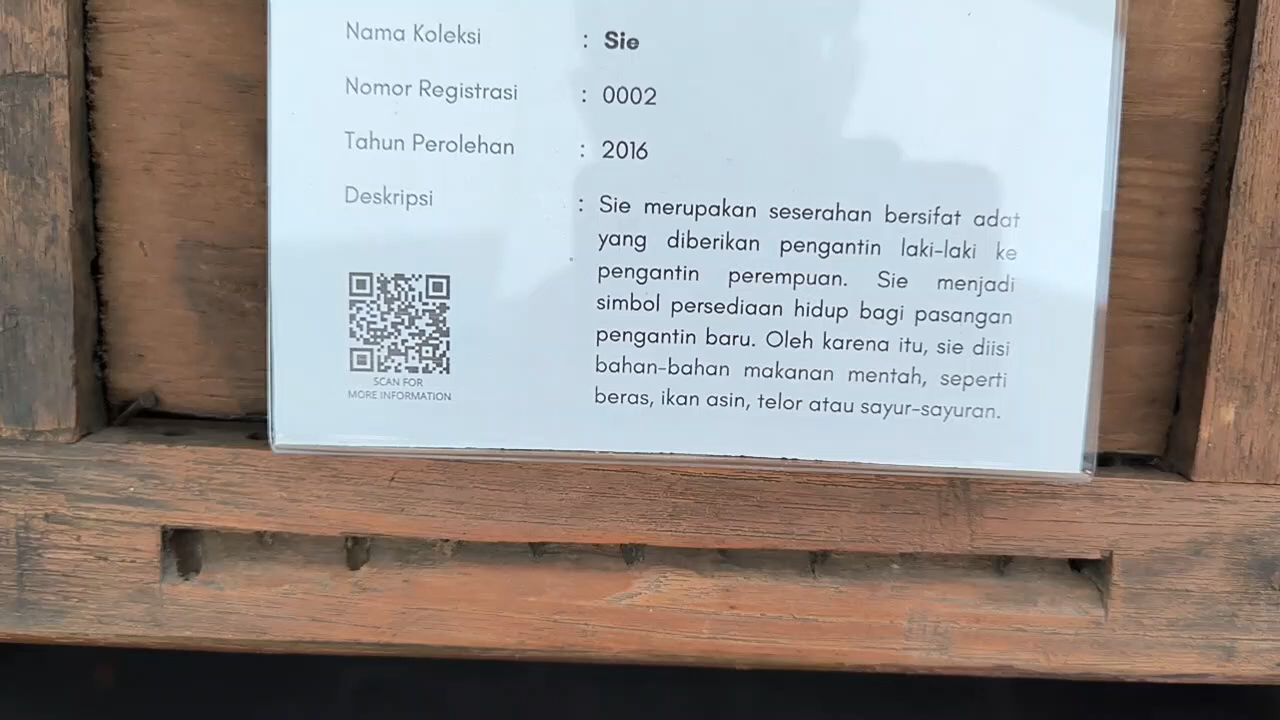 Nama Koleksi : Sie
Nomor Registrasi : 0002
Tahun Perolehan : 2016
Deskripsi : Sie merupakan seserahan bersifat adat
yang diberikan pengantin laki-laki ke
pengantin perempuan. Sie menjadi
simbol persediaan hidup bagi pasangan
pengantin baru. Oleh karena itu, sie diisi
bahan-bahan makanan mentah, seperti
beras, ikan asin, telor atau sayur-sayuran.
SCAN FOR
MORE INFORMATION